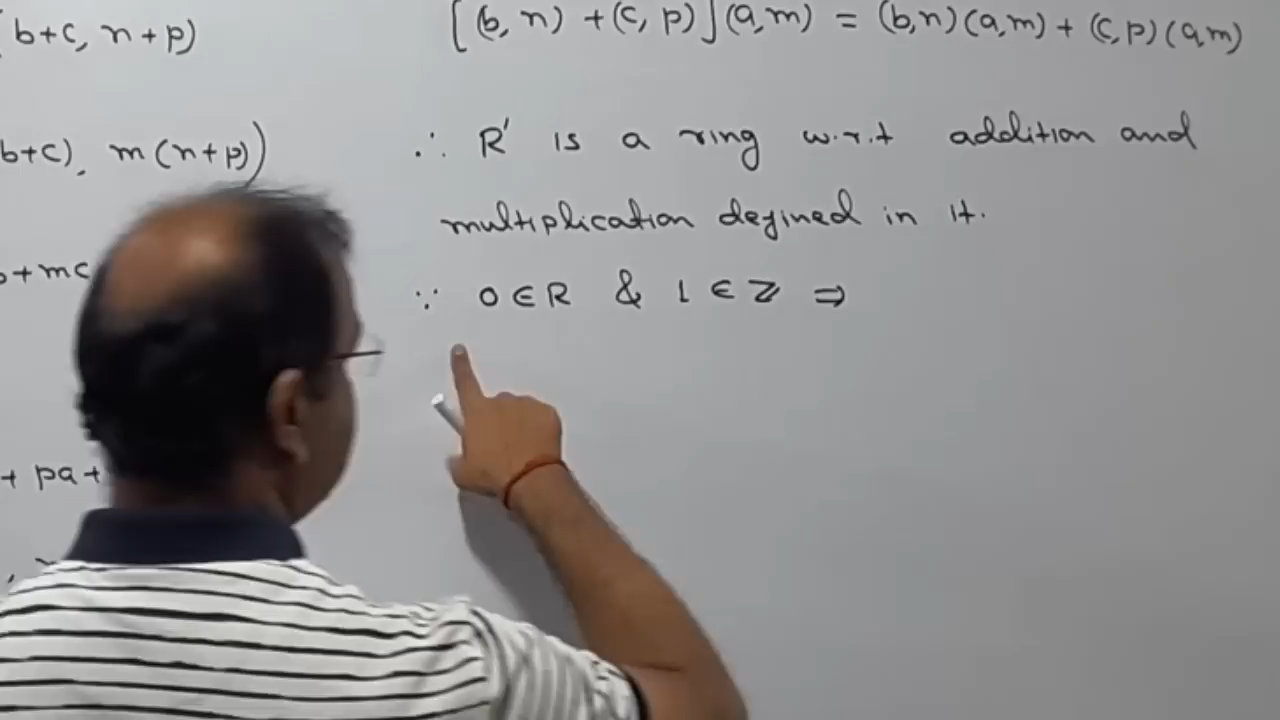 b+c, n+p)
b+c), m(n+p))
+mc
+ pa+
[(b, n) + (c, p)](a,m) = (b,n)(a,m) + (c,p)(a,m)
∴ R' is a ring w.r.t addition and
multiplication defined in it.
∵ 0 ∈ R & 1 ∈ ℤ ⇒